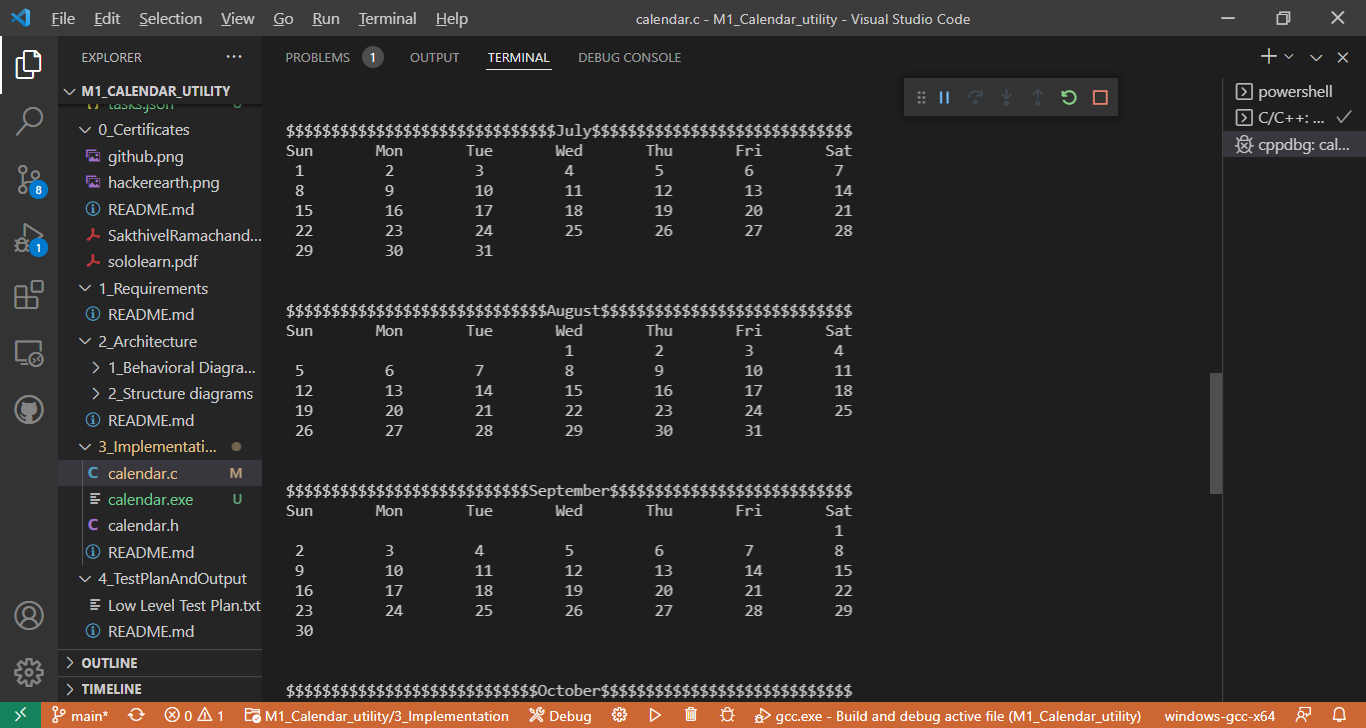 File Edit Selection View Go Run Terminal Help
calendar.c - M1_Calendar_utility - Visual Studio Code
EXPLORER
M1_CALENDAR_UTILITY
tasks.json
0_Certificates
github.png
hackerearth.png
README.md
SakthivelRamachand...
sololearn.pdf
1_Requirements
README.md
2_Architecture
1_Behavioral Diagra...
2_Structure diagrams
README.md
3_Implementati...
calendar.c M
calendar.exe U
calendar.h
README.md
4_TestPlanAndOutput
Low Level Test Plan.txt
README.md
OUTLINE
TIMELINE
8
1
PROBLEMS 1 OUTPUT TERMINAL DEBUG CONSOLE
$$$$$$$$$$$$$$$$$$$$$$$$$$$$$$July$$$$$$$$$$$$$$$$$$$$$$$$$$$$$
Sun Mon Tue Wed Thu Fri Sat
1 2 3 4 5 6 7
8 9 10 11 12 13 14
15 16 17 18 19 20 21
22 23 24 25 26 27 28
29 30 31
$$$$$$$$$$$$$$$$$$$$$$$$$$$$$August$$$$$$$$$$$$$$$$$$$$$$$$$$$$
Sun Mon Tue Wed Thu Fri Sat
1 2 3 4
5 6 7 8 9 10 11
12 13 14 15 16 17 18
19 20 21 22 23 24 25
26 27 28 29 30 31
$$$$$$$$$$$$$$$$$$$$$$$$$$$September$$$$$$$$$$$$$$$$$$$$$$$$$$$
Sun Mon Tue Wed Thu Fri Sat
1
2 3 4 5 6 7 8
9 10 11 12 13 14 15
16 17 18 19 20 21 22
23 24 25 26 27 28 29
30
$$$$$$$$$$$$$$$$$$$$$$$$$$$$October$$$$$$$$$$$$$$$$$$$$$$$$$$$$
powershell
C/C++: ...
cppdbg: cal...
main* 0 1 M1_Calendar_utility/3_Implementation Debug gcc.exe - Build and debug active file (M1_Calendar_utility) windows-gcc-x64